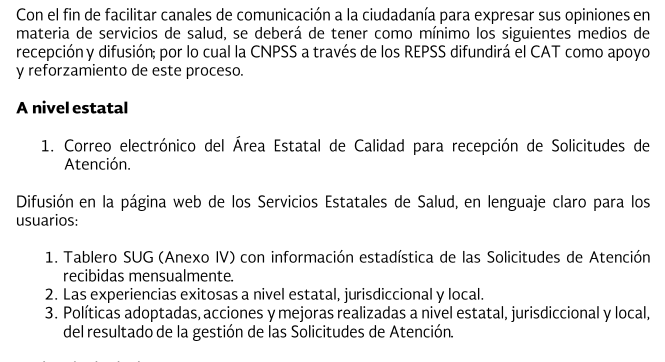 Con el fin de facilitar canales de comunicación a la ciudadanía para expresar sus opiniones en
materia de servicios de salud, se deberá de tener como mínimo los siguientes medios de
recepción y difusión; por lo cual la CNPSS a través de los REPSS difundirá el CAT como apoyo
y reforzamiento de este proceso.
A nivel estatal
1. Correo electrónico del Área Estatal de Calidad para recepción de Solicitudes de
Atención.
Difusión en la página web de los Servicios Estatales de Salud, en lenguaje claro para los
usuarios:
1. Tablero SUG (Anexo IV) con información estadística de las Solicitudes de Atención
recibidas mensualmente.
2. Las experiencias exitosas a nivel estatal, jurisdiccional y local.
3. Políticas adoptadas, acciones y mejoras realizadas a nivel estatal, jurisdiccional y local,
del resultado de la gestión de las Solicitudes de Atención.